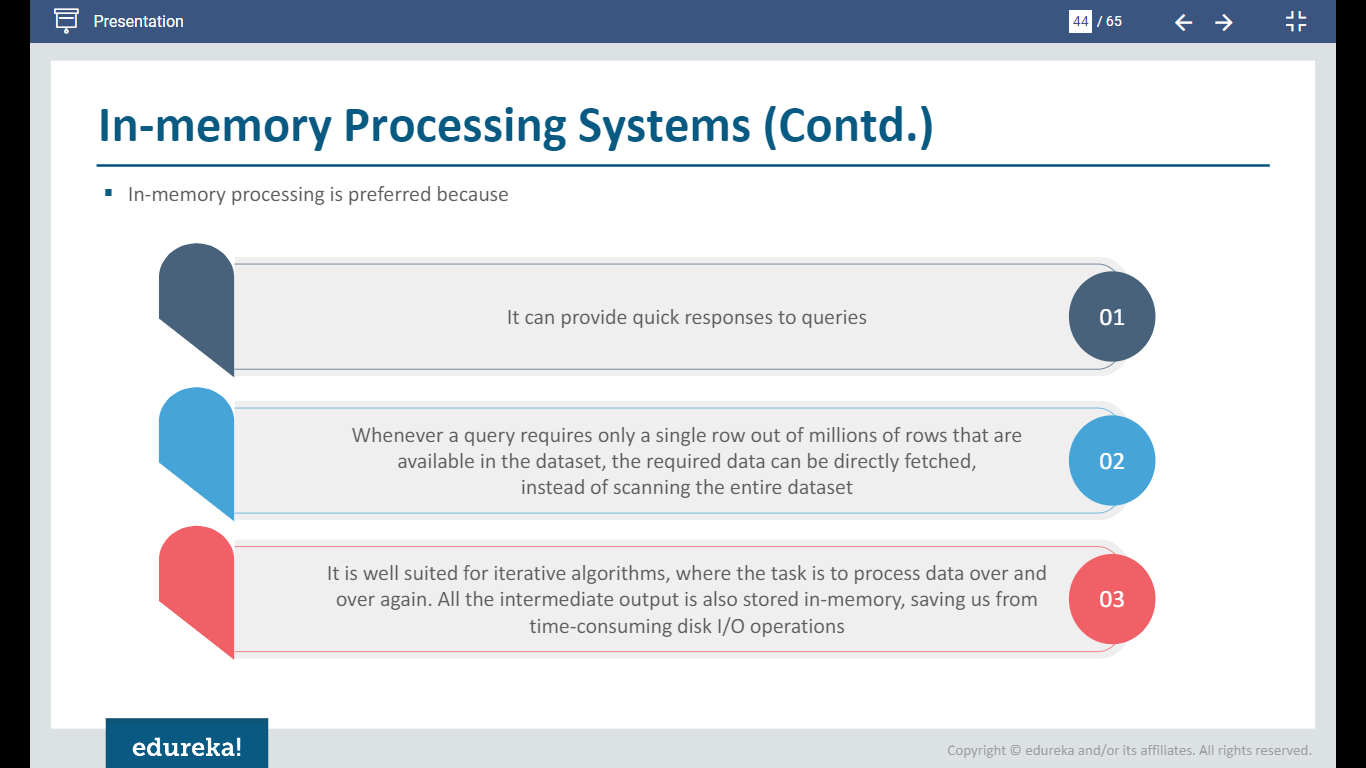 Presentation
44 / 65
In-memory Processing Systems (Contd.)
In-memory processing is preferred because
It can provide quick responses to queries
01
Whenever a query requires only a single row out of millions of rows that are
available in the dataset, the required data can be directly fetched,
instead of scanning the entire dataset
02
It is well suited for iterative algorithms, where the task is to process data over and
over again. All the intermediate output is also stored in-memory, saving us from
time-consuming disk I/O operations
03
edureka!
Copyright © edureka and/or its affiliates. All rights reserved.